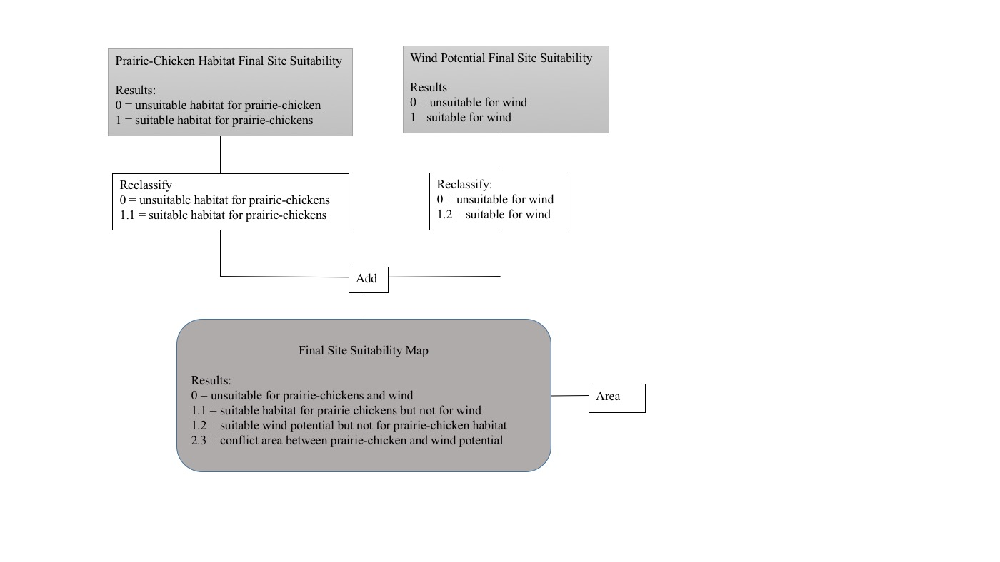 Prairie-Chicken Habitat Final Site Suitability
Results:
0 = unsuitable habitat for prairie-chicken
1 = suitable habitat for prairie-chickens
Wind Potential Final Site Suitability
Results
0 = unsuitable for wind
1= suitable for wind
Reclassify
0 = unsuitable habitat for prairie-chickens
1.1 = suitable habitat for prairie-chickens
Reclassify:
0 = unsuitable for wind
1.2 = suitable for wind
Add
Final Site Suitability Map
Results:
0 = unsuitable for prairie-chickens and wind
1.1 = suitable habitat for prairie chickens but not for wind
1.2 = suitable wind potential but not for prairie-chicken habitat
2.3 = conflict area between prairie-chicken and wind potential
Area